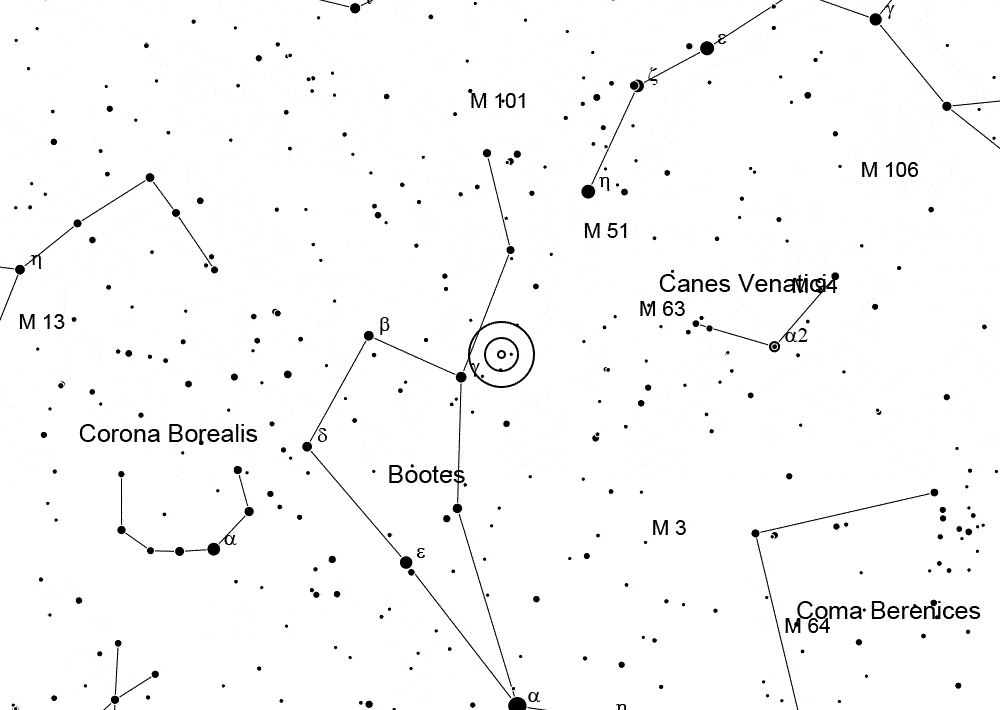 γ
ε
ζ
M 101
M 106
η
M 51
η
Canes Venatici
M 94
M 63
M 13
β
α2
γ
Corona Borealis
δ
Bootes
M 3
α
ε
Coma Berenices
M 64
α
η